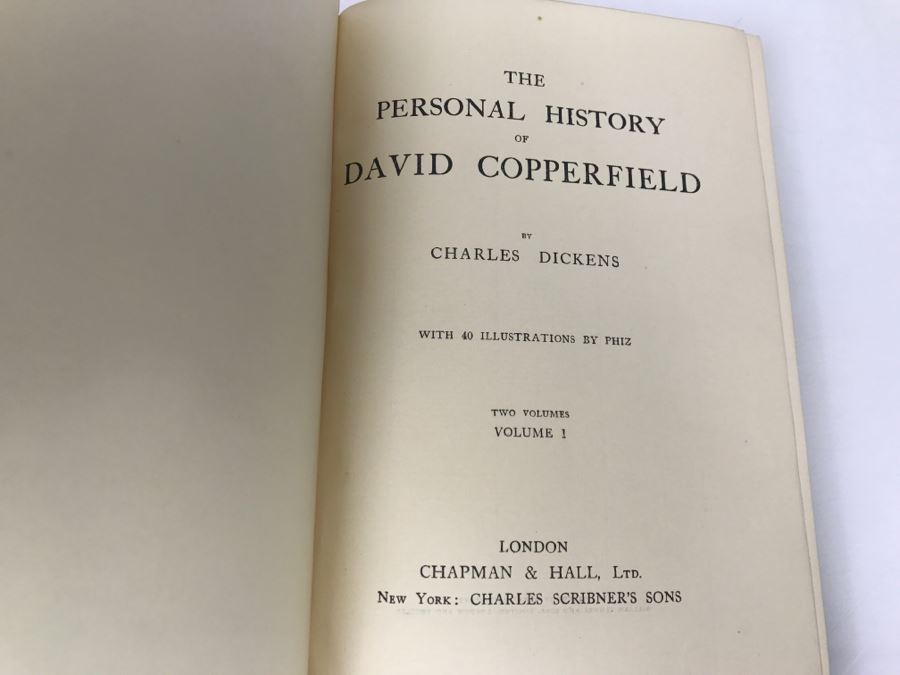 THE
PERSONAL HISTORY
OF
DAVID COPPERFIELD
BY
CHARLES DICKENS
WITH 40 ILLUSTRATIONS BY PHIZ
TWO VOLUMES
VOLUME I
LONDON
CHAPMAN & HALL, LTD.
NEW YORK: CHARLES SCRIBNER'S SONS